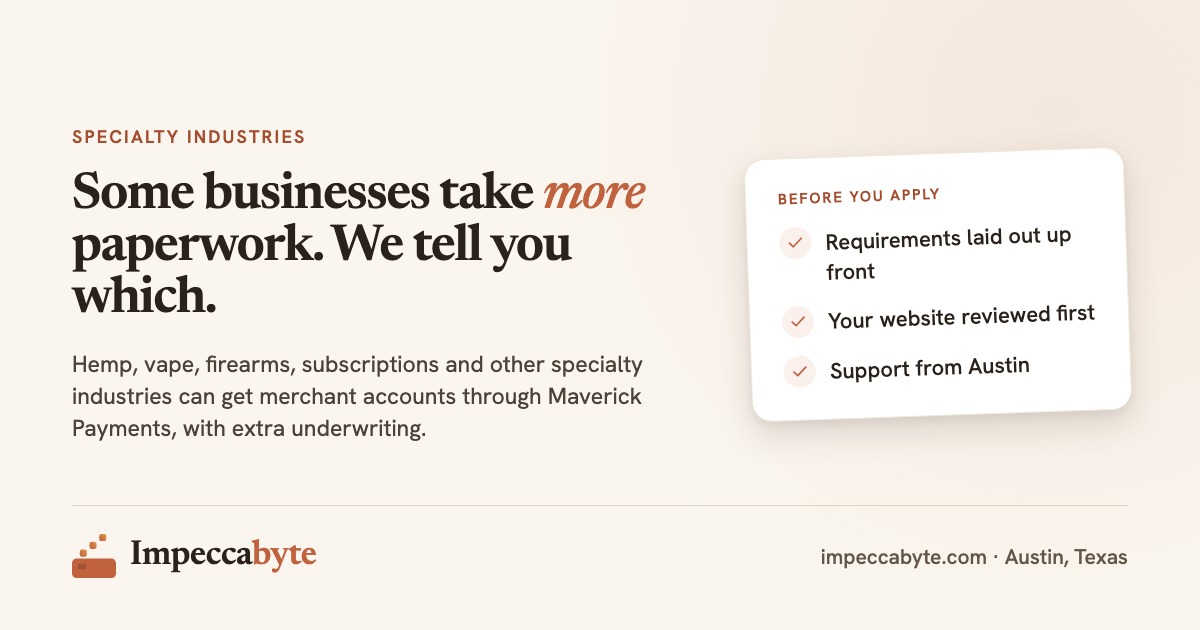 SPECIALTY INDUSTRIES
Some businesses take more
paperwork. We tell you
which.
Hemp, vape, firearms, subscriptions and other specialty
industries can get merchant accounts through Maverick
Payments, with extra underwriting.
BEFORE YOU APPLY
Requirements laid out up
front
Your website reviewed first
Support from Austin
Impeccabyte
impeccabyte.com · Austin, Texas